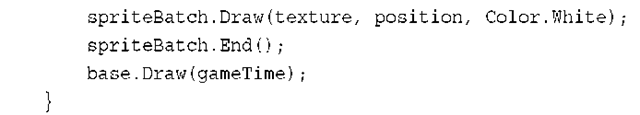 spriteBatch.Draw(texture, position, Color.White);
spriteBatch.End();
base.Draw(gameTime);
}